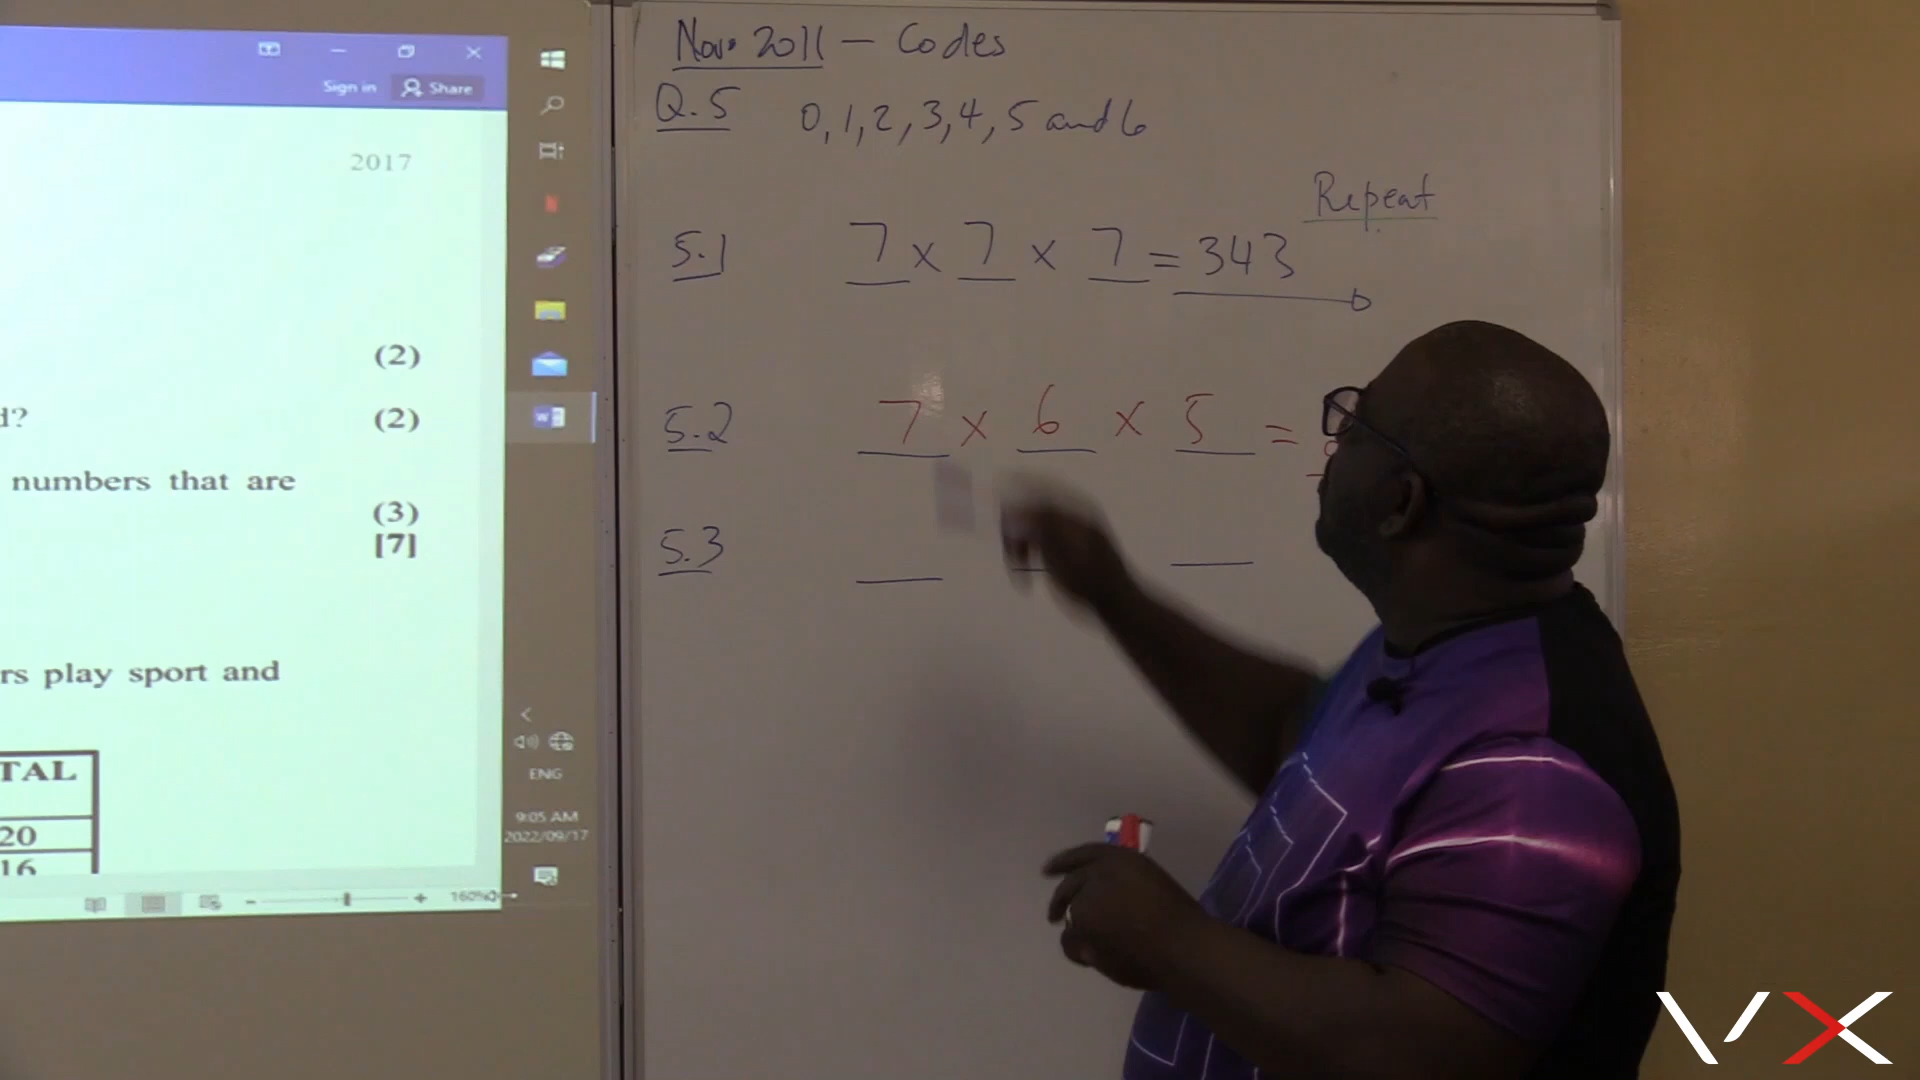 Sign in Share
2017
(2)
d?
(2)
numbers that are
(3)
[7]
rs play sport and
TAL
20
16
ENG
9:05 AM
2022/09/17
160%
Nov. 2011 – Codes
Q.5 0, 1, 2, 3, 4, 5 and 6
Repeat
5.1 7 × 7 × 7 = 343
5.2 7 × 6 × 5 =
5.3
VX